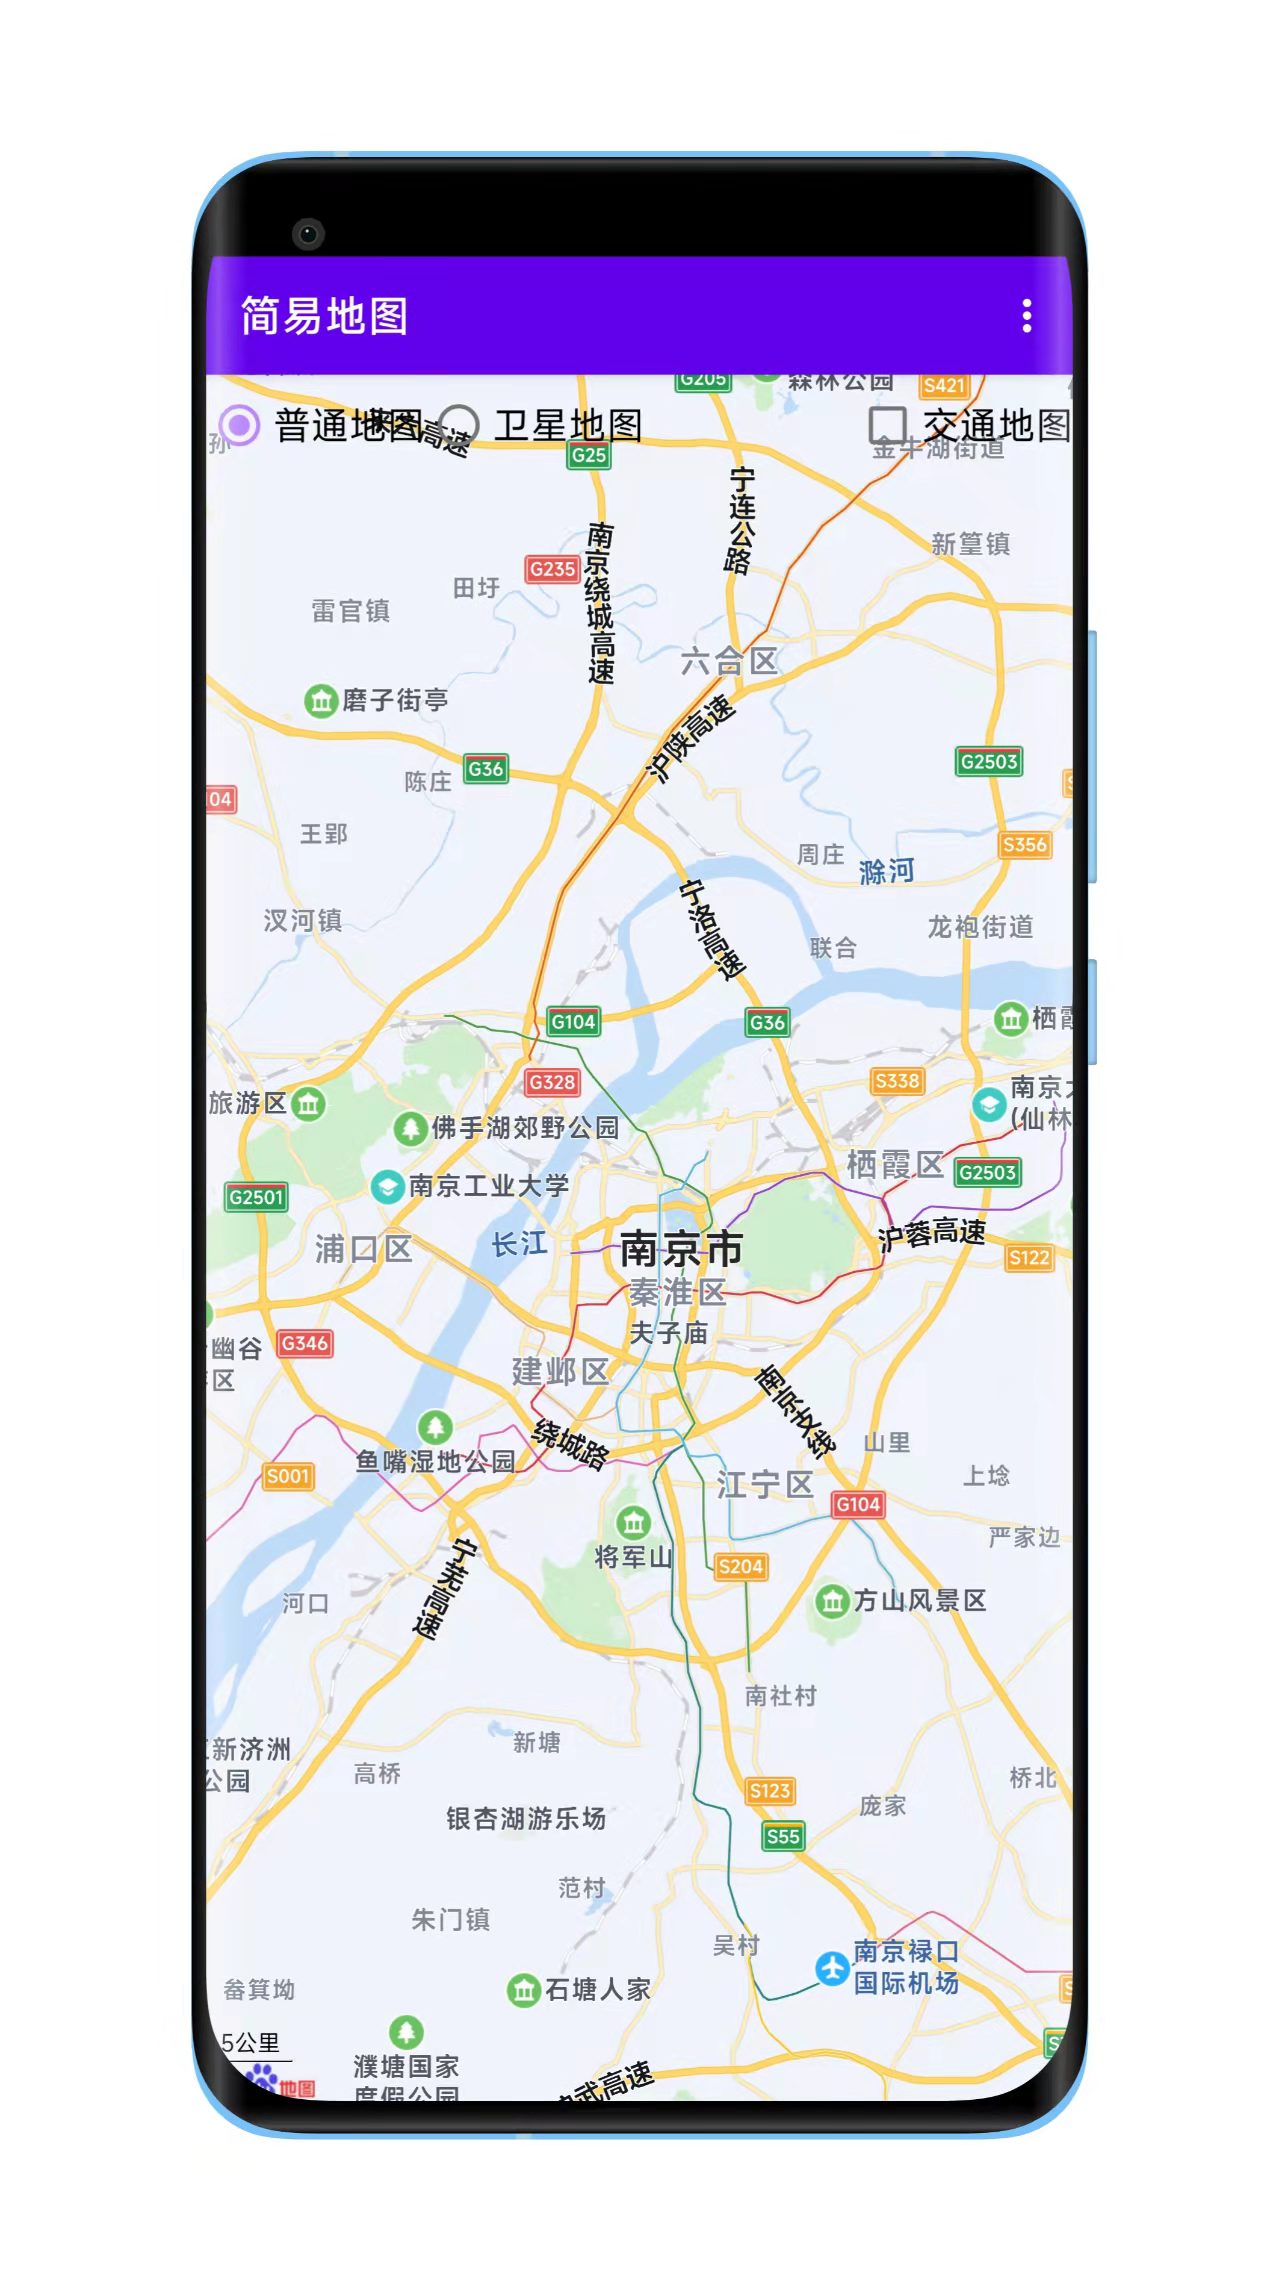 简易地图
G205
森林公园
S421
普通地图
高速
卫星地图
交通地图
金牛湖街道
G25
宁连公路
南京绕城高速
新篁镇
G235
田圩
雷官镇
六合区
磨子街亭
沪陕高速
G36
G2503
陈庄
王郢
S356
周庄
滁河
汊河镇
宁洛高速
龙袍街道
联合
G104
G36
G328
S338
旅游区
佛手湖郊野公园
南京工业大学
栖霞区
G2503
G2501
浦口区
长江
南京市
沪蓉高速
S122
秦淮区
夫子庙
G346
幽谷
区
建邺区
南京支线
绕城路
鱼嘴湿地公园
山里
S001
江宁区
上埝
G104
严家边
将军山
S204
宁芜高速
河口
方山风景区
南社村
新济洲
公园
新塘
高桥
桥北
S123
庞家
银杏湖游乐场
S55
范村
朱门镇
吴村
南京禄口
国际机场
畚箕坳
石塘人家
5公里
濮塘国家
度假公园
武高速
地图